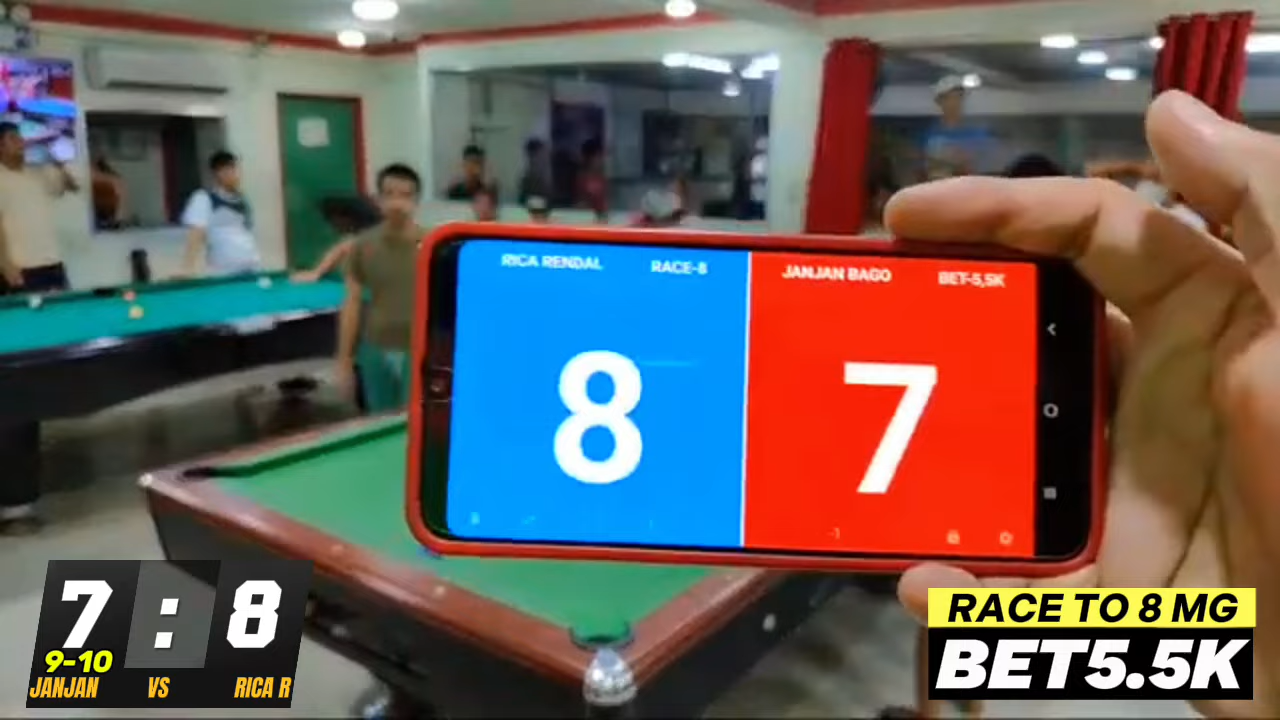 RICA RENDAL RACE-8 JANJAN BAGO BET-5,5K
8 7
-1
7 : 8
9-10
JANJAN VS RICA R
RACE TO 8 MG
BET5.5K